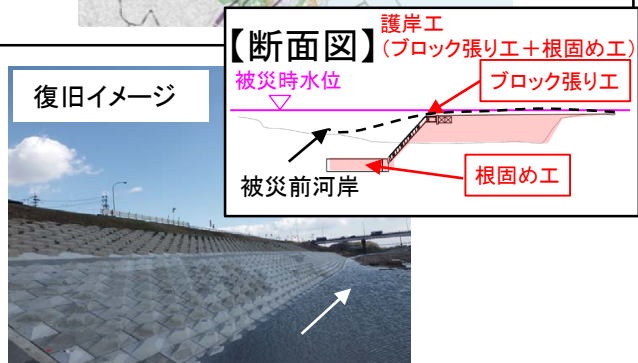 【断面図】
護岸工
(ブロック張り工+根固め工)
被災時水位
ブロック張り工
被災前河岸
根固め工
復旧イメージ